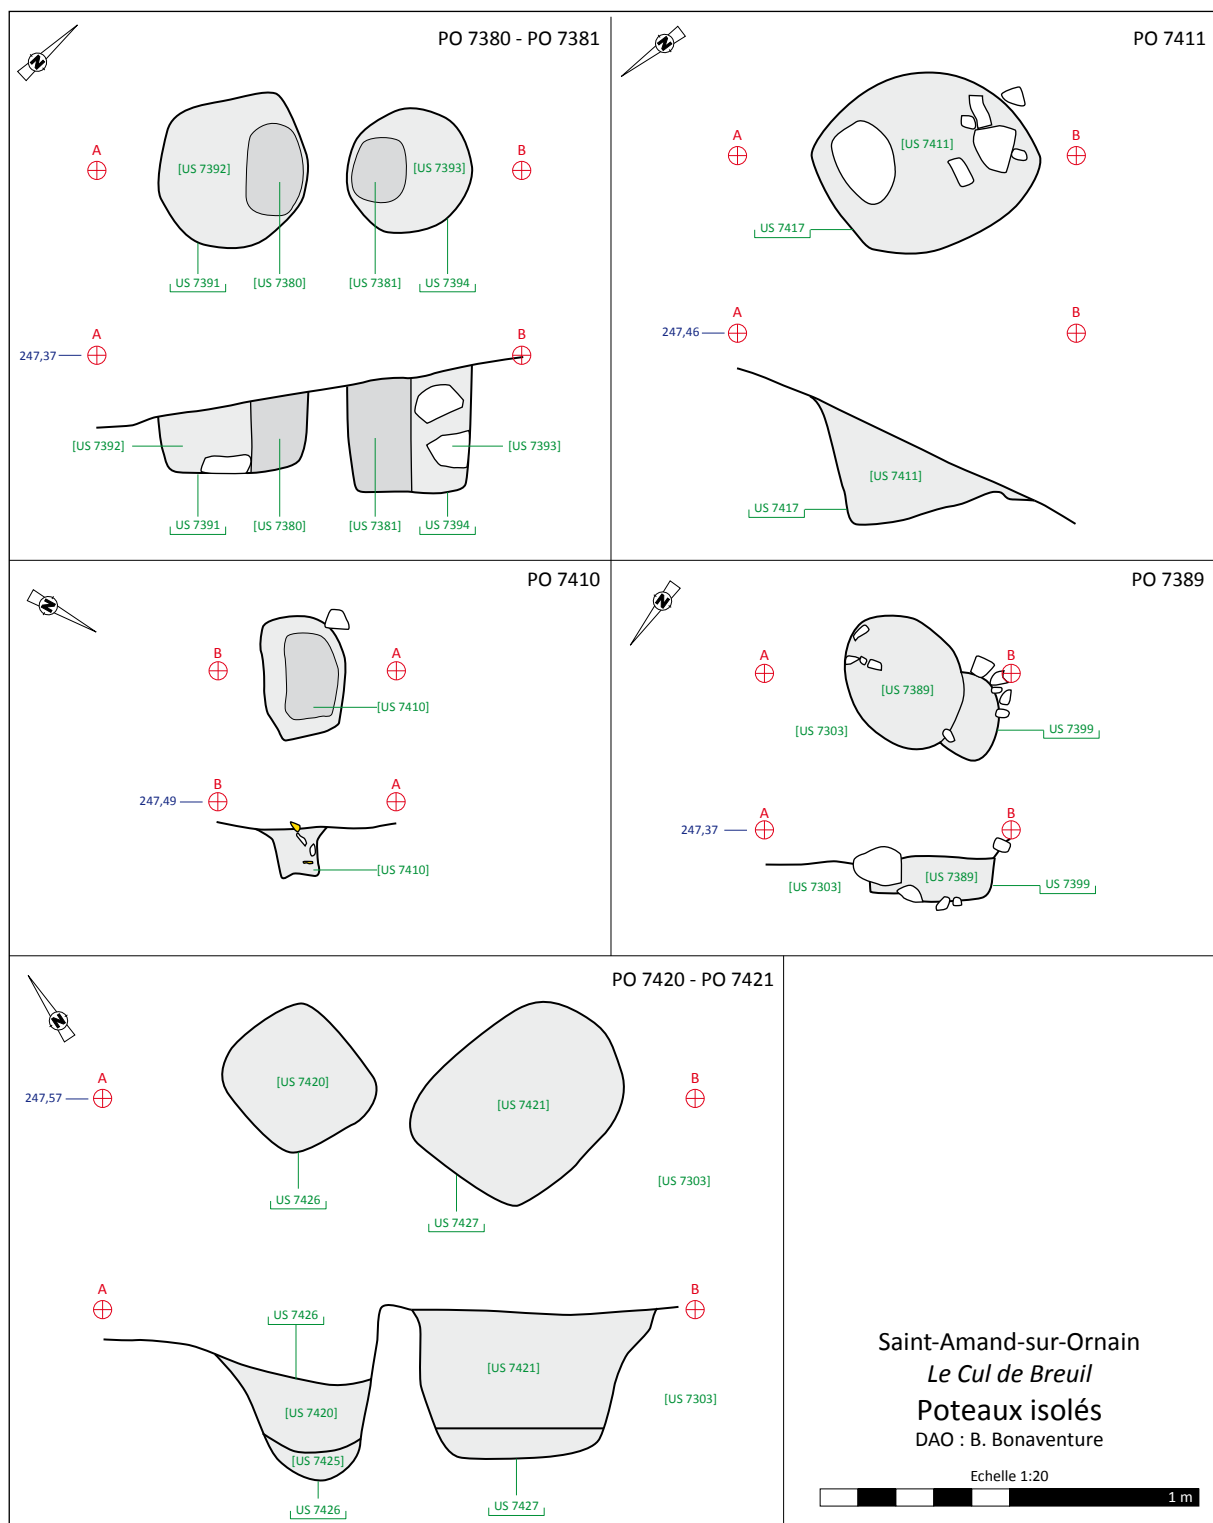 PO 7380 - PO 7381
N
A
[US 7392]
[US 7393]
B
US 7391
[US 7380]
[US 7381]
US 7394
A
B
247,37
[US 7392]
[US 7393]
US 7391
[US 7380]
[US 7381]
US 7394
PO 7411
N
A
[US 7411]
B
US 7417
A
B
247,46
[US 7411]
US 7417
PO 7410
N
B
A
[US 7410]
B
A
247,49
[US 7410]
PO 7389
N
A
B
[US 7389]
[US 7303]
US 7399
A
B
247,37
[US 7389]
[US 7303]
US 7399
PO 7420 - PO 7421
N
A
B
247,57
[US 7420]
[US 7421]
[US 7303]
US 7426
US 7427
A
B
US 7426
[US 7421]
[US 7303]
[US 7420]
[US 7425]
US 7426
US 7427
Saint-Amand-sur-Ornain
Le Cul de Breuil
Poteaux isolés
DAO : B. Bonaventure
Echelle 1:20
1 m